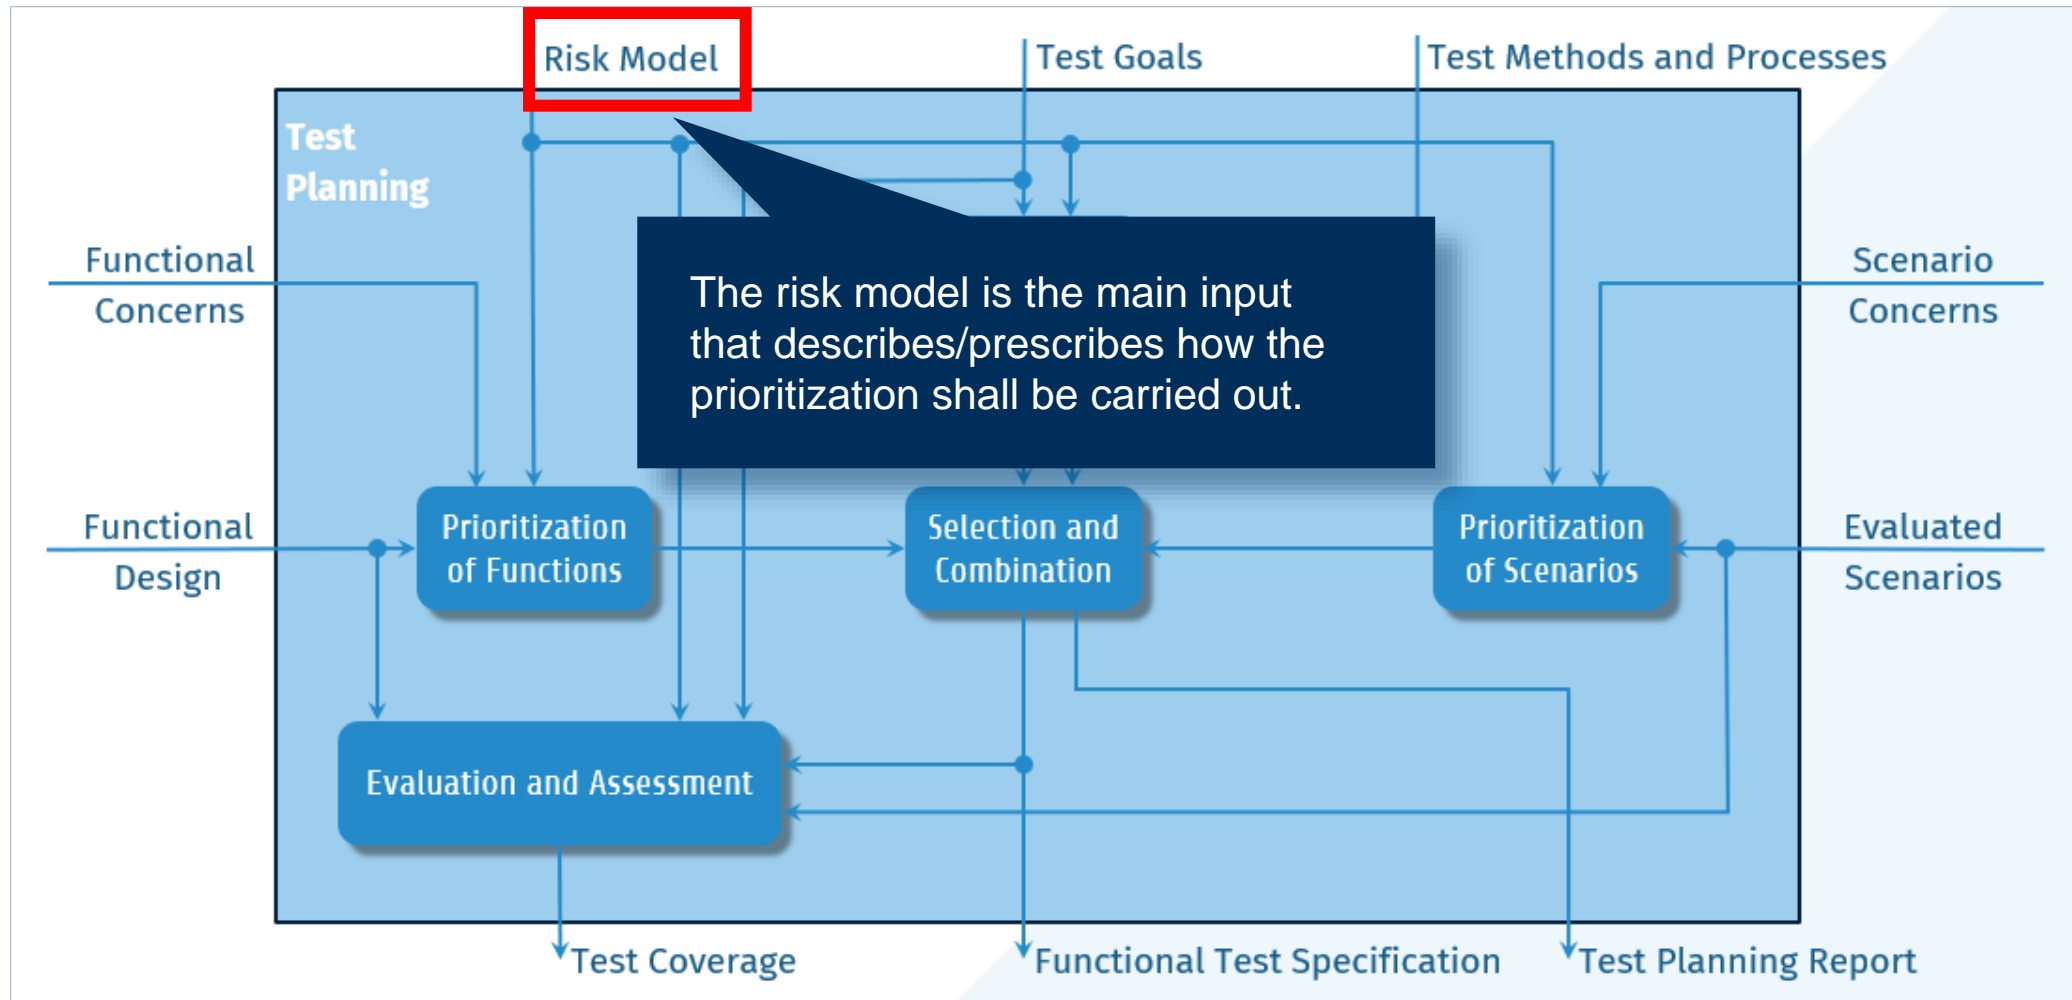 Risk Model
Test Goals
Test Methods and Processes
Test
Planning
Functional
Concerns
The risk model is the main input
that describes/prescribes how the
prioritization shall be carried out.
Scenario
Concerns
Functional
Design
Prioritization
of Functions
Selection and
Combination
Prioritization
of Scenarios
Evaluated
Scenarios
Evaluation and Assessment
Test Coverage
Functional Test Specification
Test Planning Report